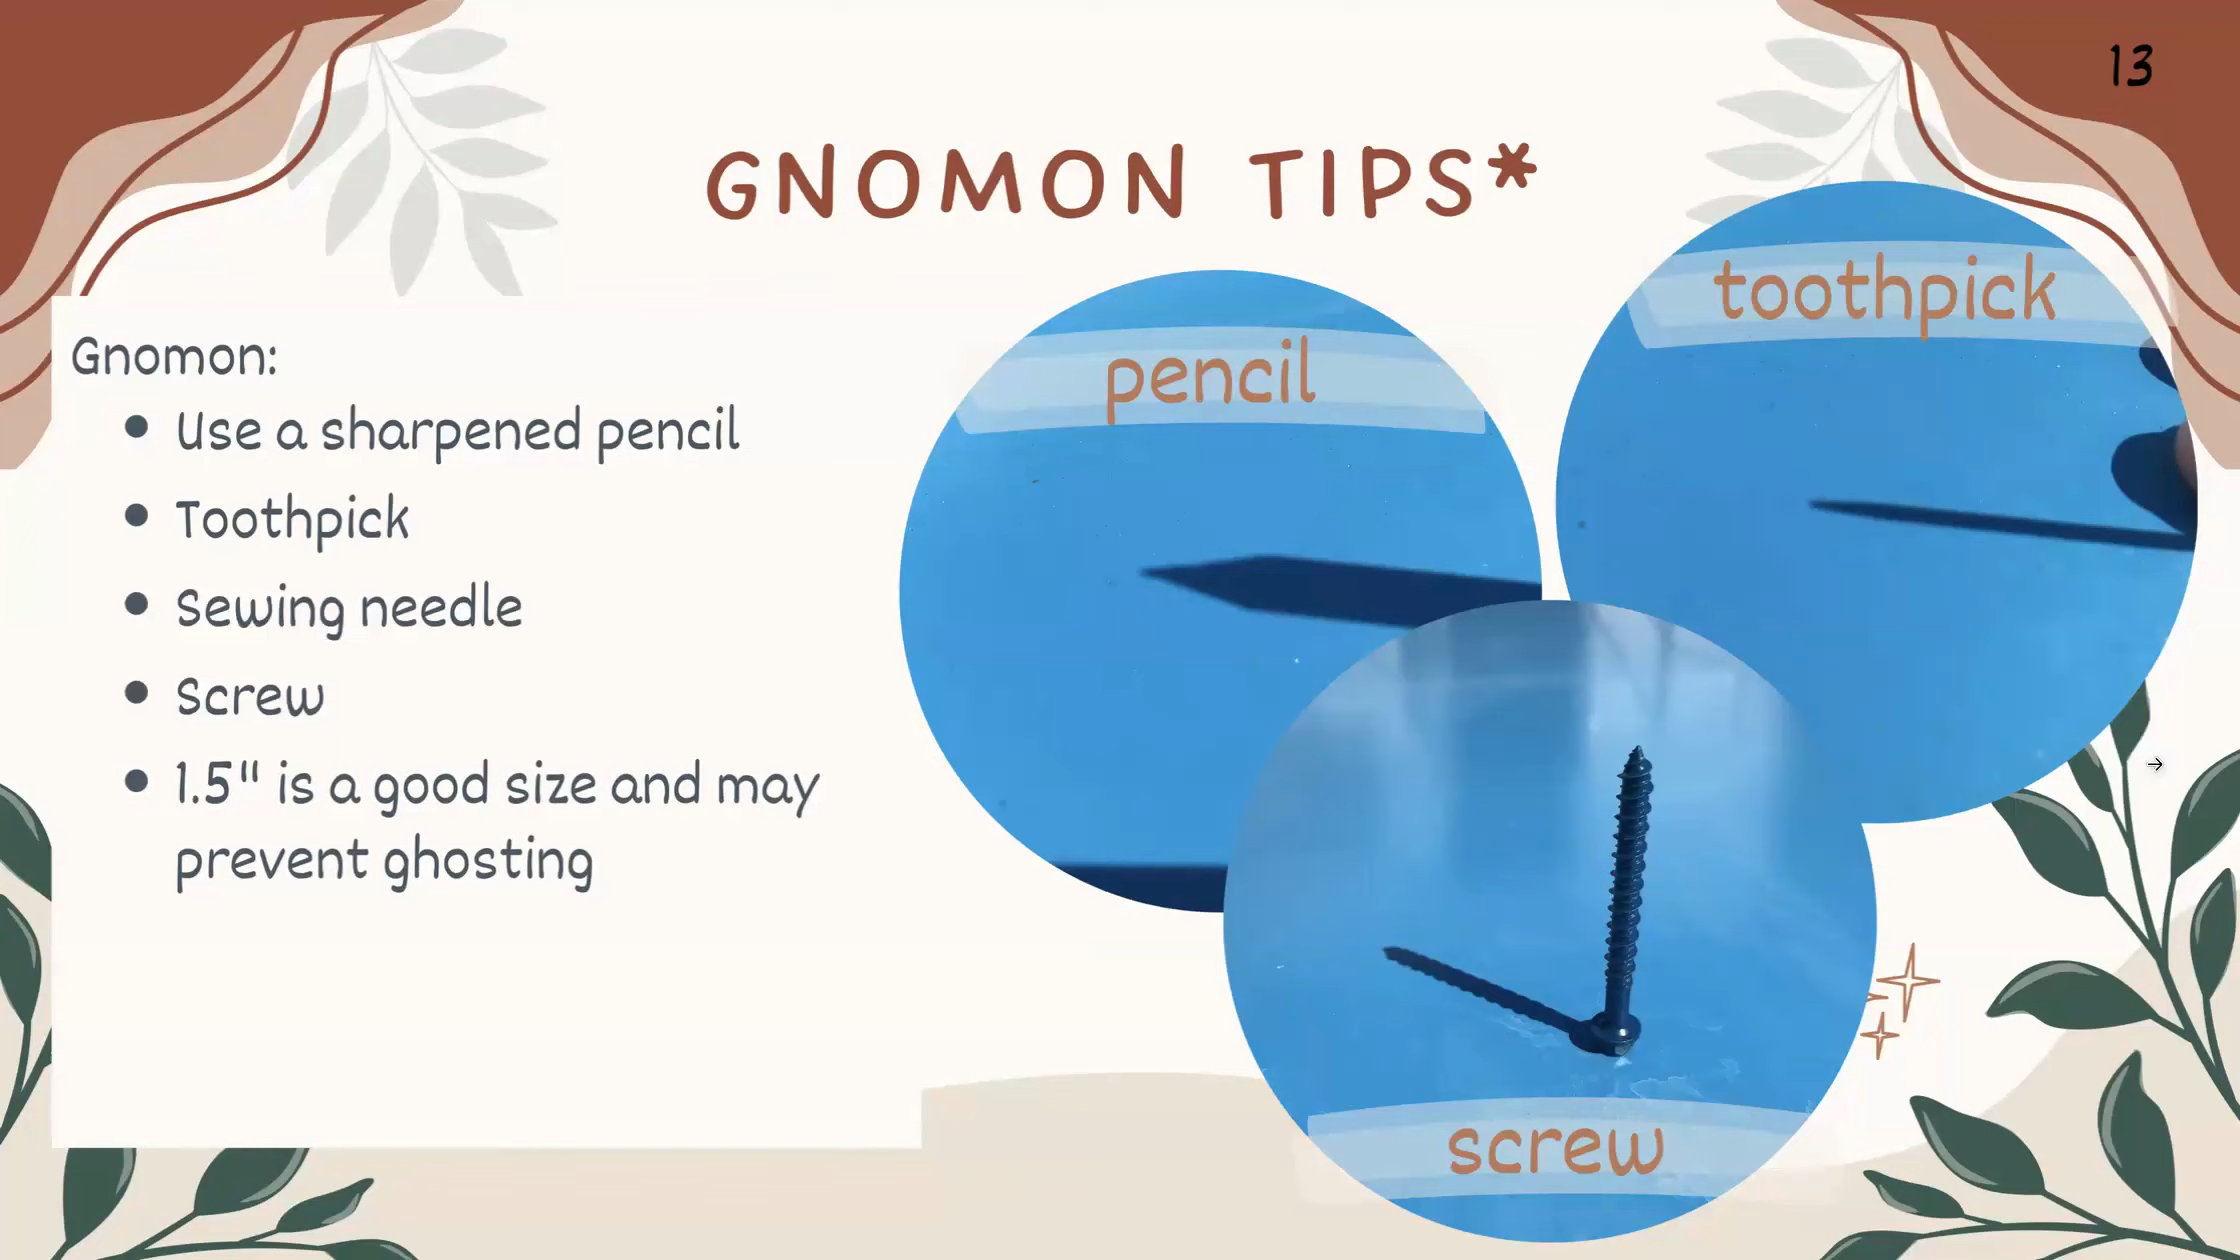 13
GNOMON TIPS*
Gnomon:
• Use a sharpened pencil
• Toothpick
• Sewing needle
• Screw
• 1.5" is a good size and may
prevent ghosting
pencil
toothpick
screw